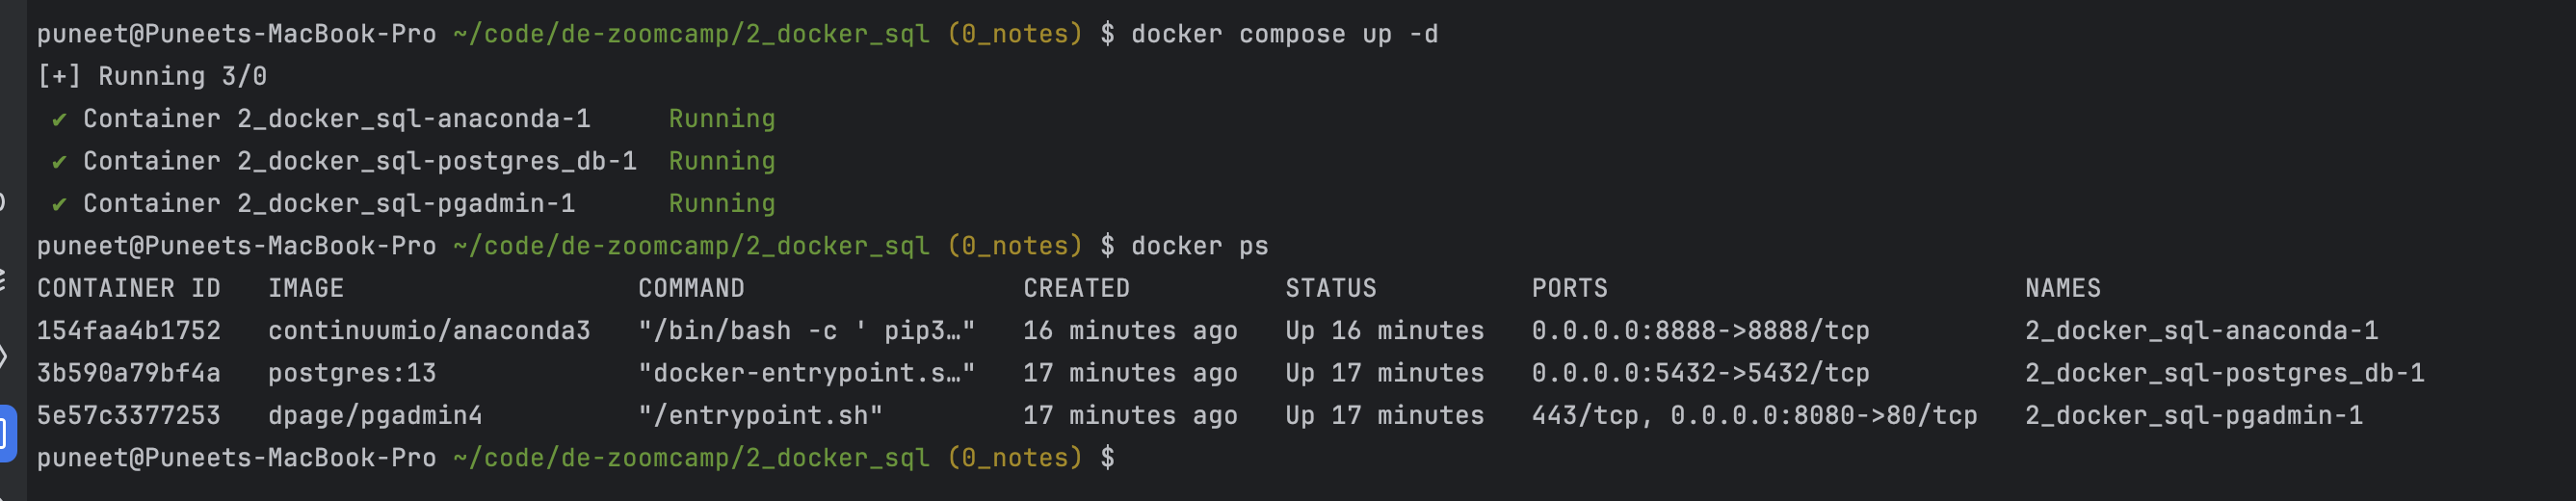 puneet@Puneets-MacBook-Pro ~/code/de-zoomcamp/2_docker_sql (0_notes) $ docker compose up -d
[+] Running 3/0
✔ Container 2_docker_sql-anaconda-1 Running
✔ Container 2_docker_sql-postgres_db-1 Running
✔ Container 2_docker_sql-pgadmin-1 Running
puneet@Puneets-MacBook-Pro ~/code/de-zoomcamp/2_docker_sql (0_notes) $ docker ps
CONTAINER ID IMAGE COMMAND CREATED STATUS PORTS NAMES
154faa4b1752 continuumio/anaconda3 "/bin/bash -c ' pip3…" 16 minutes ago Up 16 minutes 0.0.0.0:8888->8888/tcp 2_docker_sql-anaconda-1
3b590a79bf4a postgres:13 "docker-entrypoint.s…" 17 minutes ago Up 17 minutes 0.0.0.0:5432->5432/tcp 2_docker_sql-postgres_db-1
5e57c3377253 dpage/pgadmin4 "/entrypoint.sh" 17 minutes ago Up 17 minutes 443/tcp, 0.0.0.0:8080->80/tcp 2_docker_sql-pgadmin-1
puneet@Puneets-MacBook-Pro ~/code/de-zoomcamp/2_docker_sql (0_notes) $